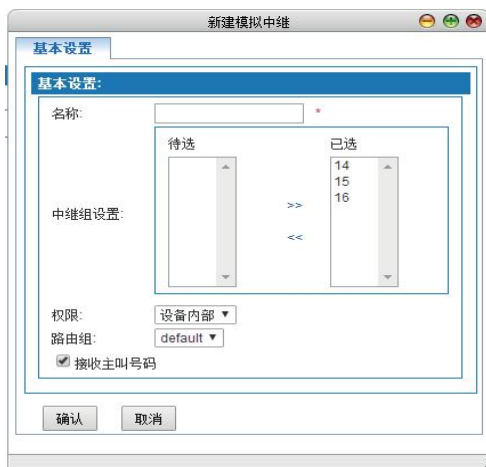 新建模拟中继
基本设置
基本设置:
名称:
*
待选
已选
14
15
16
中继组设置:
>>
<<
权限:
设备内部
路由组:
default
接收主叫号码
确认
取消